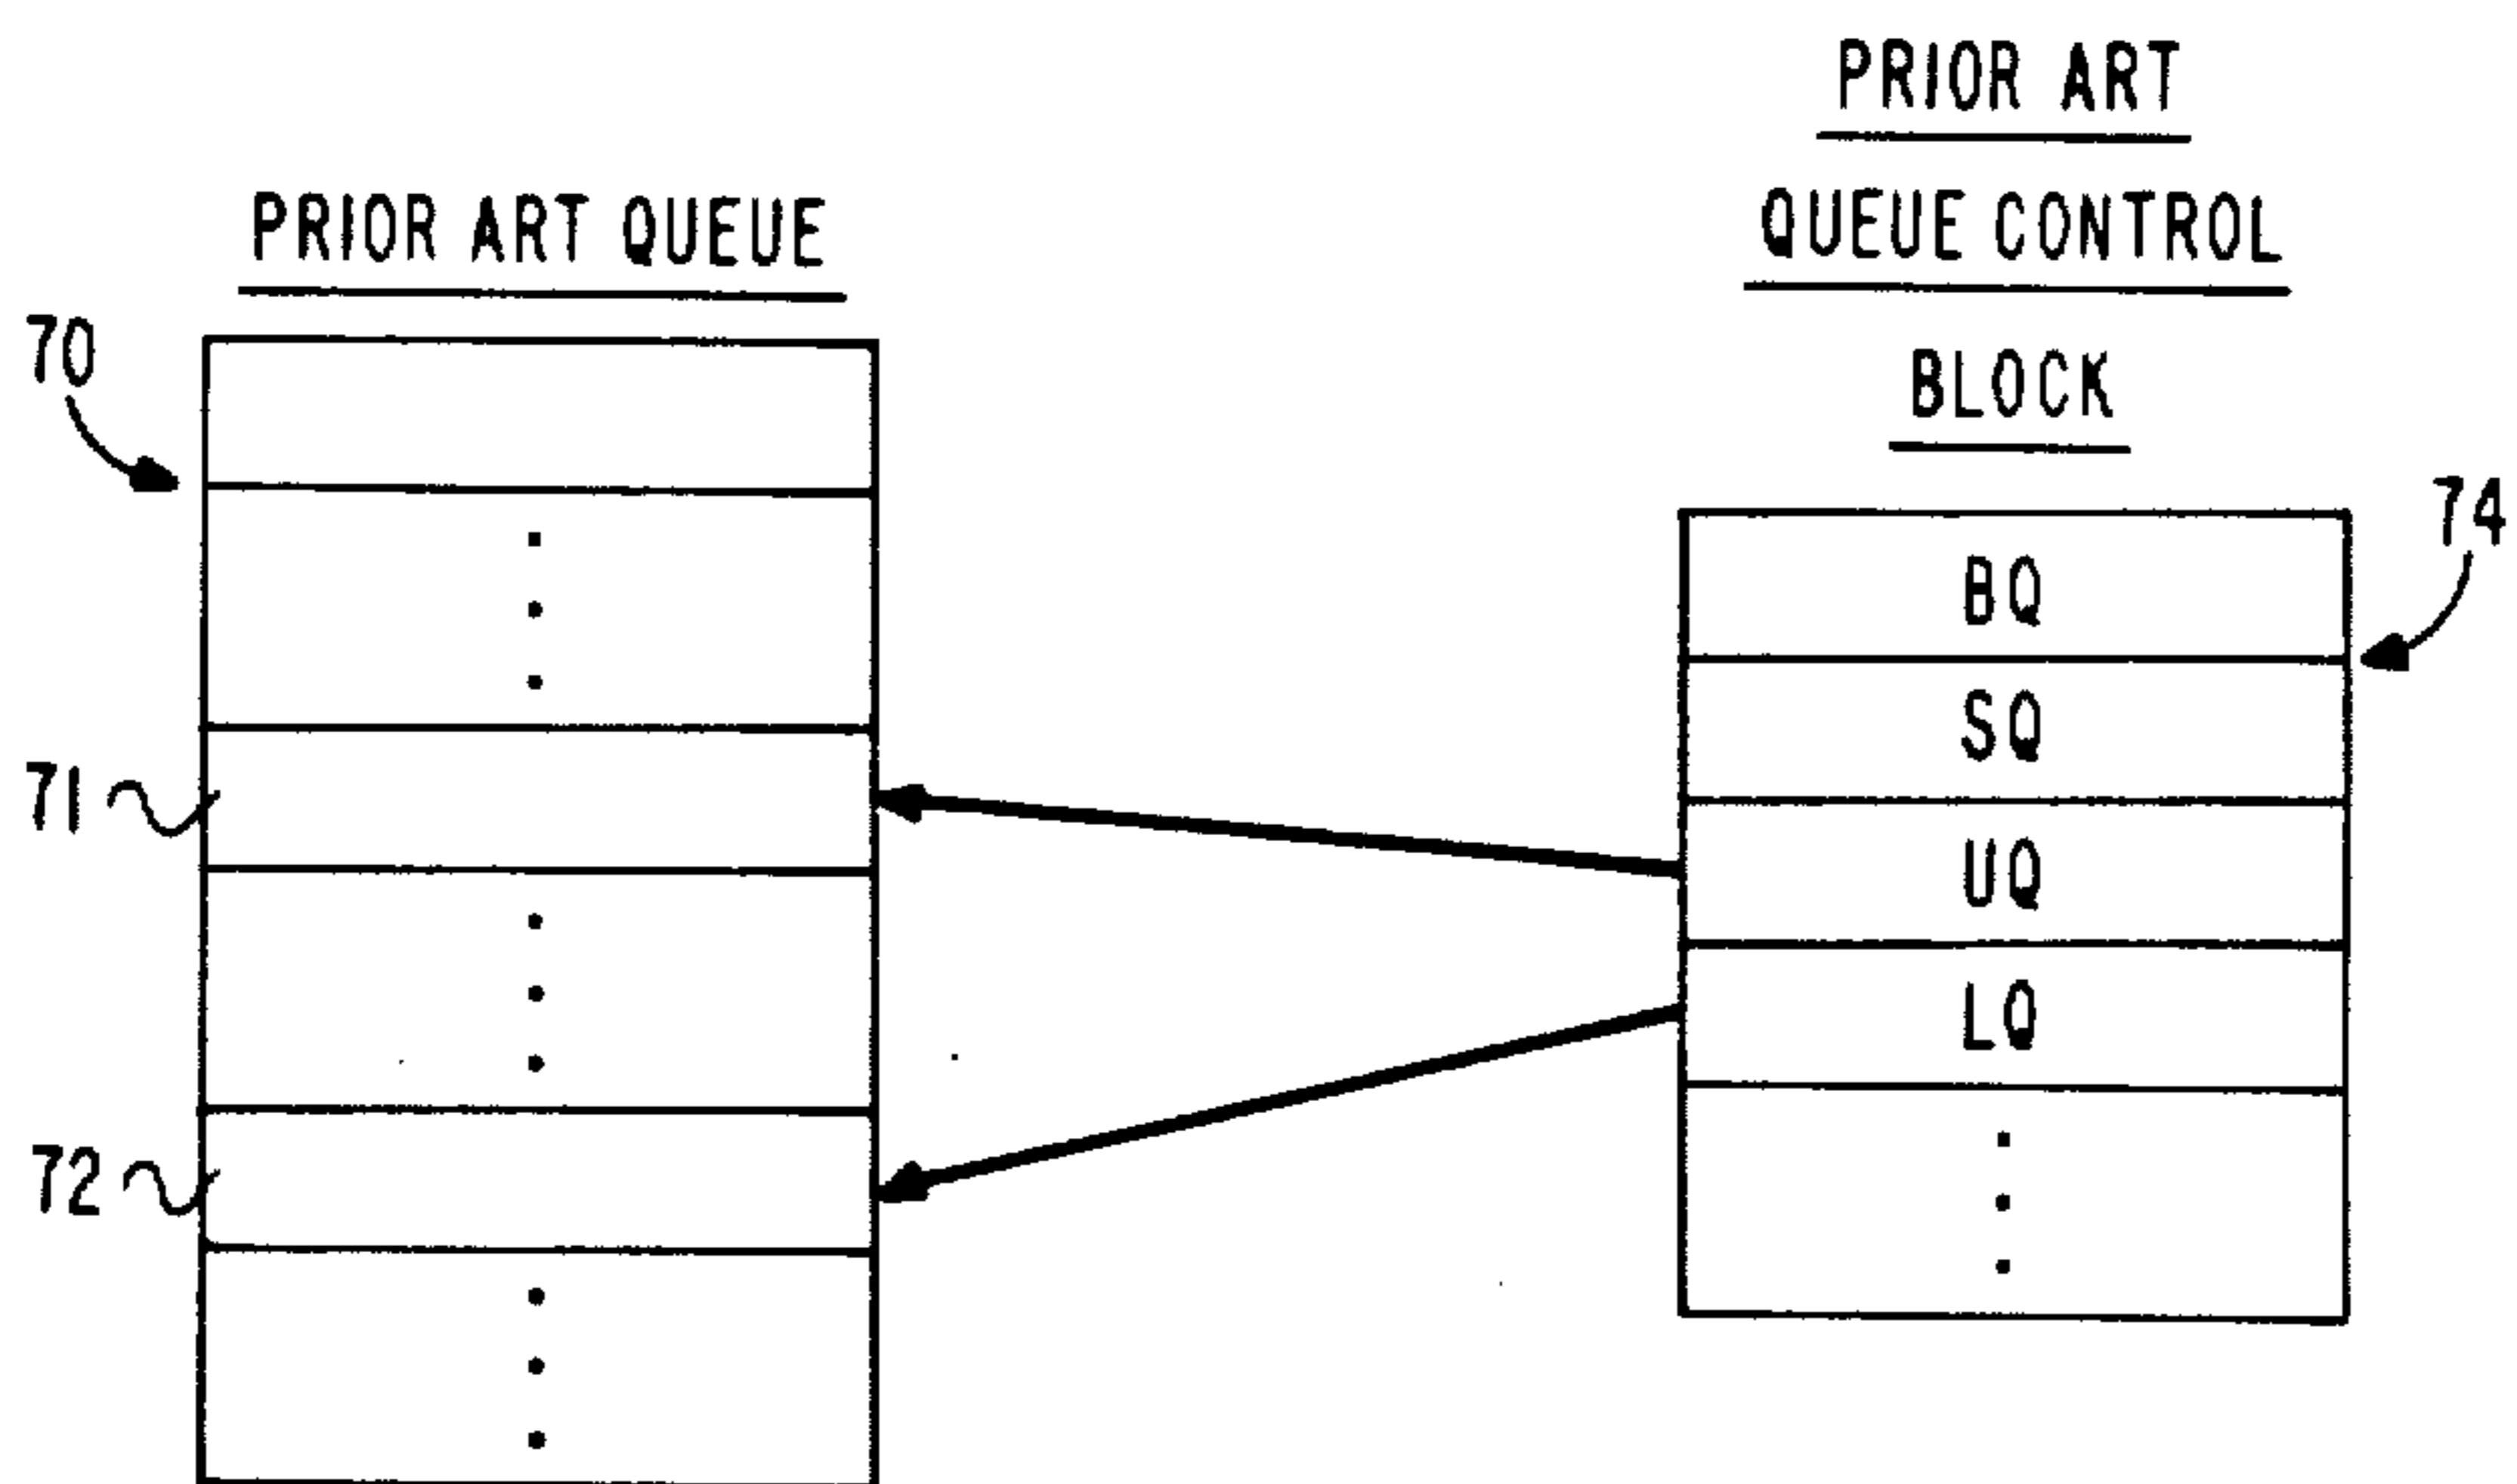 PRIOR ART QUEUE
70
71
72
PRIOR ART
QUEUE CONTROL
BLOCK
74
BQ
SQ
UQ
LQ